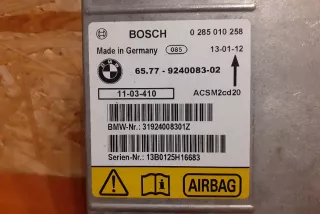 BOSCH 0 285 010 258
Made in Germany 085 13-01-12
BMW
65.77 - 9240083-02
11-03-410 ACSM2cd20
BMW-Nr.: 31924008301Z
Serien-Nr.: 13B0125H16683
AIRBAG